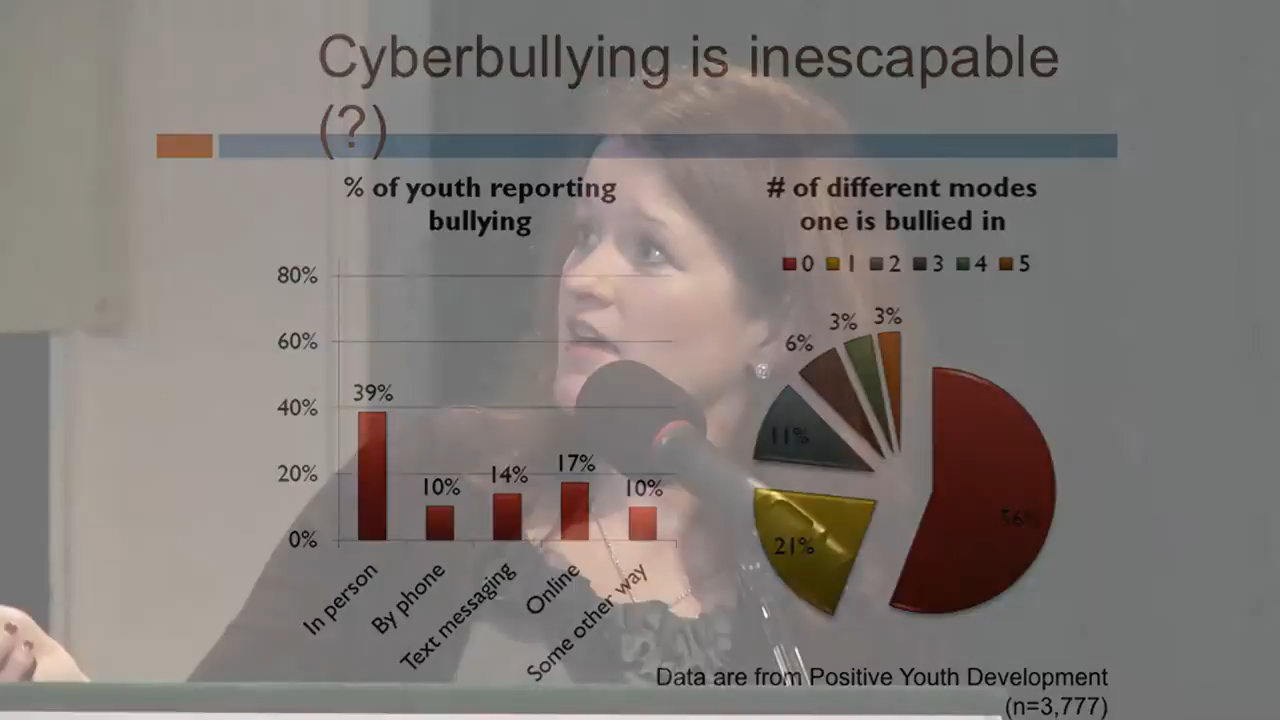 Cyberbullying is inescapable
(?)
% of youth reporting
bullying
80%
60%
40%
20%
0%
39%
10%
14%
17%
10%
In person
By phone
Text messaging
Online
Some other way
# of different modes
one is bullied in
0 1 2 3 4 5
3%
3%
6%
11%
21%
56%
Data are from Positive Youth Development
(n=3,777)